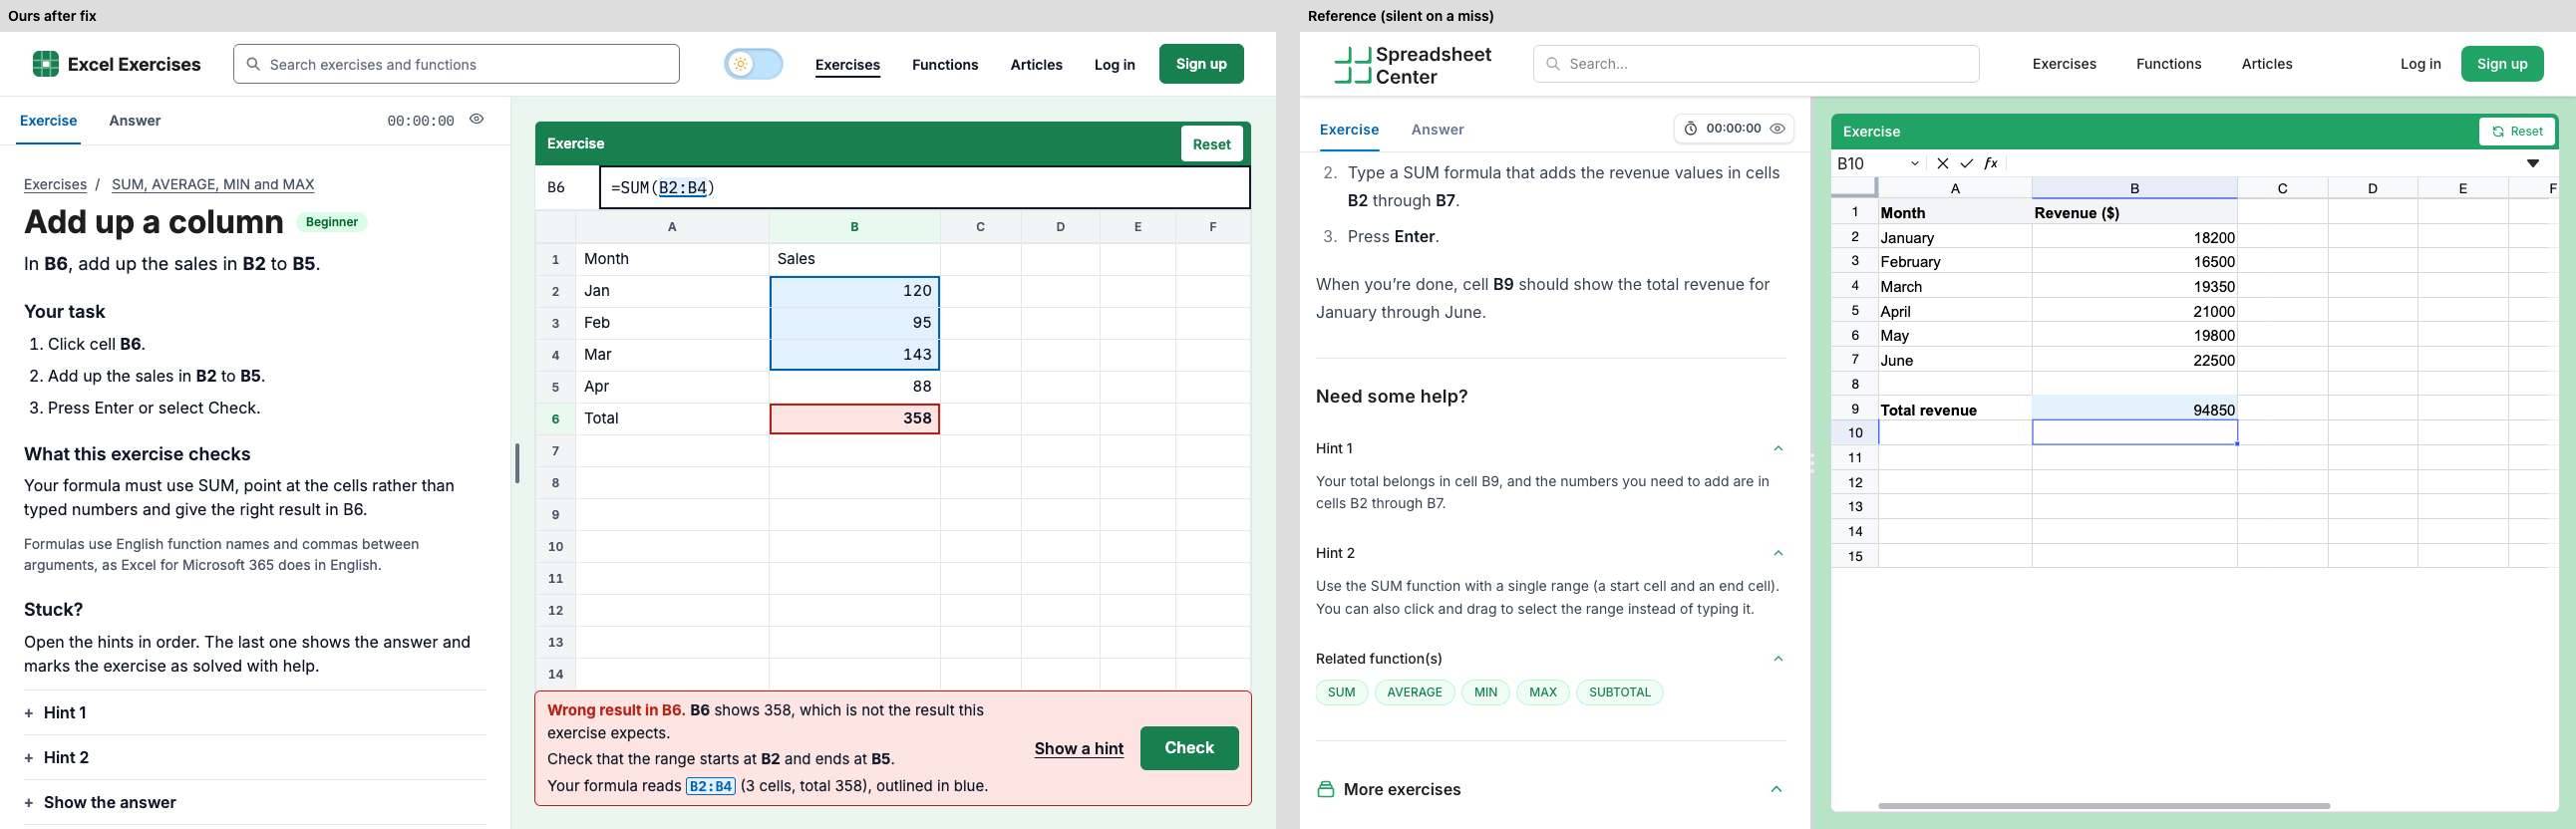 Ours after fix
Excel Exercises
Search exercises and functions
Exercises
Functions
Articles
Log in
Sign up
Exercise
Answer
00:00:00
Exercises / SUM, AVERAGE, MIN and MAX
Add up a column
Beginner
In B6, add up the sales in B2 to B5.
Your task
1. Click cell B6.
2. Add up the sales in B2 to B5.
3. Press Enter or select Check.
What this exercise checks
Your formula must use SUM, point at the cells rather than
typed numbers and give the right result in B6.
Formulas use English function names and commas between
arguments, as Excel for Microsoft 365 does in English.
Stuck?
Open the hints in order. The last one shows the answer and
marks the exercise as solved with help.
+ Hint 1
+ Hint 2
+ Show the answer
Exercise
Reset
B6 =SUM(B2:B4)
A B C D E F
1 Month Sales
2 Jan 120
3 Feb 95
4 Mar 143
5 Apr 88
6 Total 358
7
8
9
10
11
12
13
14
Wrong result in B6. B6 shows 358, which is not the result this
exercise expects.
Check that the range starts at B2 and ends at B5.
Your formula reads B2:B4 (3 cells, total 358), outlined in blue.
Show a hint
Check
Reference (silent on a miss)
Spreadsheet
Center
Search...
Exercises
Functions
Articles
Log in
Sign up
Exercise
Answer
00:00:00
2. Type a SUM formula that adds the revenue values in cells
B2 through B7.
3. Press Enter.
When you’re done, cell B9 should show the total revenue for
January through June.
Need some help?
Hint 1
Your total belongs in cell B9, and the numbers you need to add are in
cells B2 through B7.
Hint 2
Use the SUM function with a single range (a start cell and an end cell).
You can also click and drag to select the range instead of typing it.
Related function(s)
SUM AVERAGE MIN MAX SUBTOTAL
More exercises
Exercise
Reset
B10 fx
A B C D E F
1 Month Revenue ($)
2 January 18200
3 February 16500
4 March 19350
5 April 21000
6 May 19800
7 June 22500
8
9 Total revenue 94850
10
11
12
13
14
15